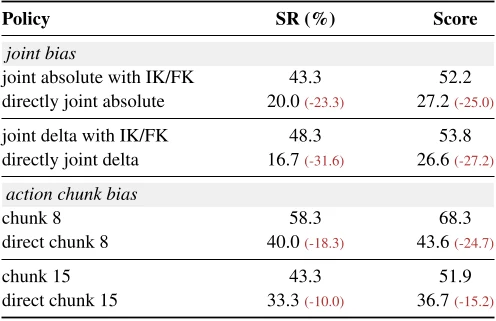 Policy SR (%) Score
joint bias
joint absolute with IK/FK 43.3 52.2
directly joint absolute 20.0 (-23.3) 27.2 (-25.0)
joint delta with IK/FK 48.3 53.8
directly joint delta 16.7 (-31.6) 26.6 (-27.2)
action chunk bias
chunk 8 58.3 68.3
direct chunk 8 40.0 (-18.3) 43.6 (-24.7)
chunk 15 43.3 51.9
direct chunk 15 33.3 (-10.0) 36.7 (-15.2)